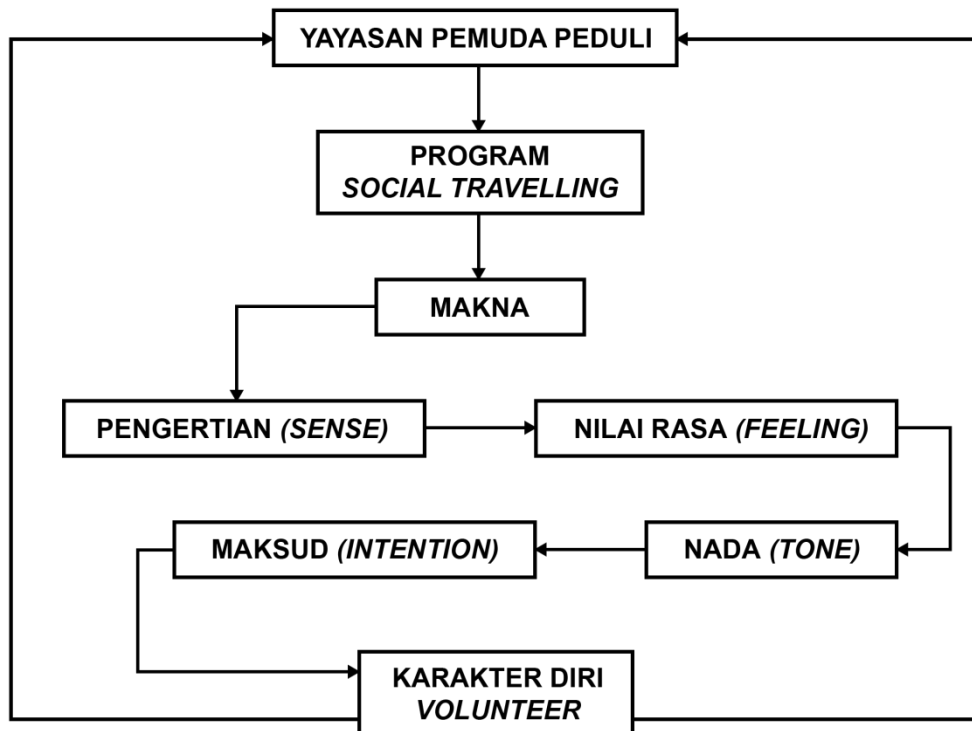 YAYASAN PEMUDA PEDULI
PROGRAM
SOCIAL TRAVELLING
MAKNA
PENGERTIAN (SENSE)
NILAI RASA (FEELING)
MAKSUD (INTENTION)
NADA (TONE)
KARAKTER DIRI
VOLUNTEER